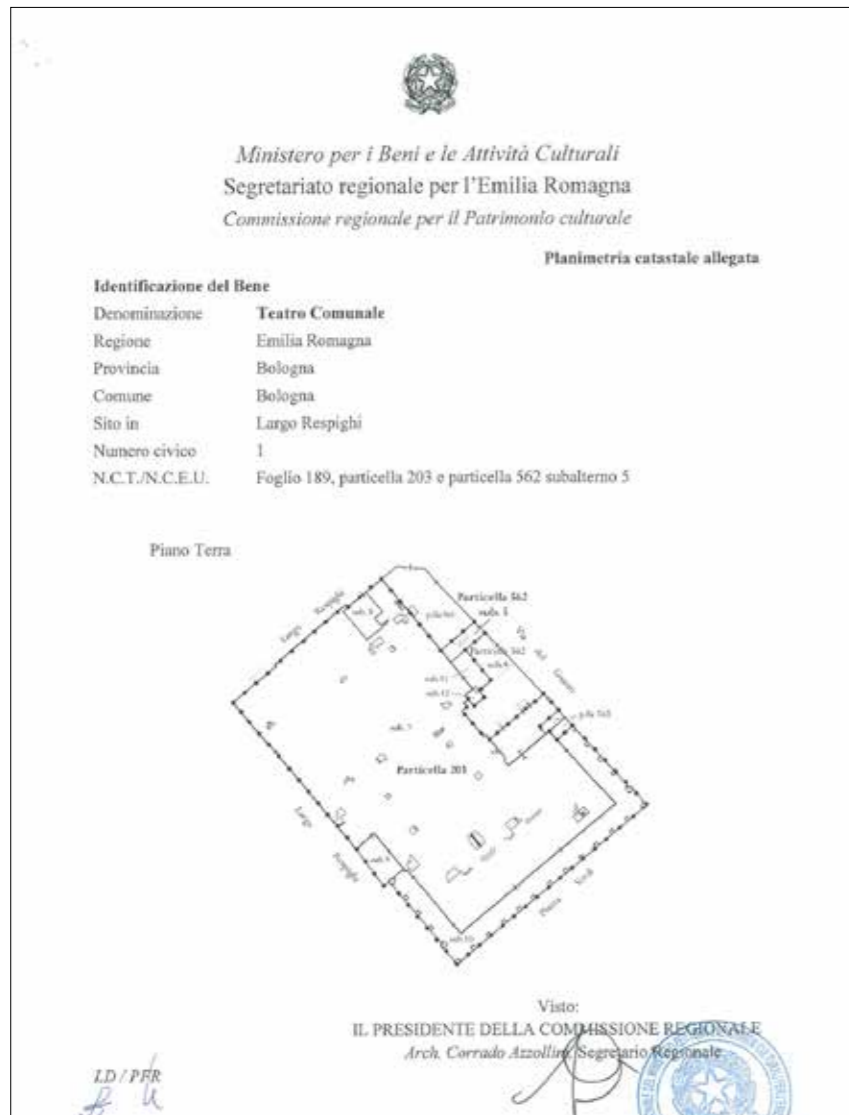 Ministero per i Beni e le Attività Culturali
Segretariato regionale per l'Emilia Romagna
Commissione regionale per il Patrimonio culturale
Planimetria catastale allegata
Identificazione del Bene
Denominazione Teatro Comunale
Regione Emilia Romagna
Provincia Bologna
Comune Bologna
Sito in Largo Respighi
Numero civico 1
N.C.T./N.C.E.U. Foglio 189, particella 203 e particella 562 subalterno 5
Piano Terra
Largo Respighi
Particella 562
sub. 5
Particella 562
Particella 203
Largo Respighi
Piazza Verdi
Visto:
IL PRESIDENTE DELLA COMMISSIONE REGIONALE
Arch. Corrado Azzollini, Segretario Regionale
LD / PFR